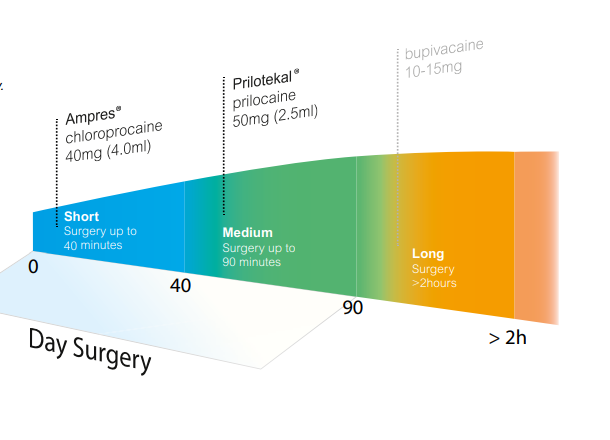 Ampres®
chloroprocaine
40mg (4.0ml)
Prilotekal®
prilocaine
50mg (2.5ml)
bupivacaine
10-15mg
Short
Surgery up to
40 minutes
Medium
Surgery up to
90 minutes
Long
Surgery
>2hours
0
40
90
> 2h
Day Surgery